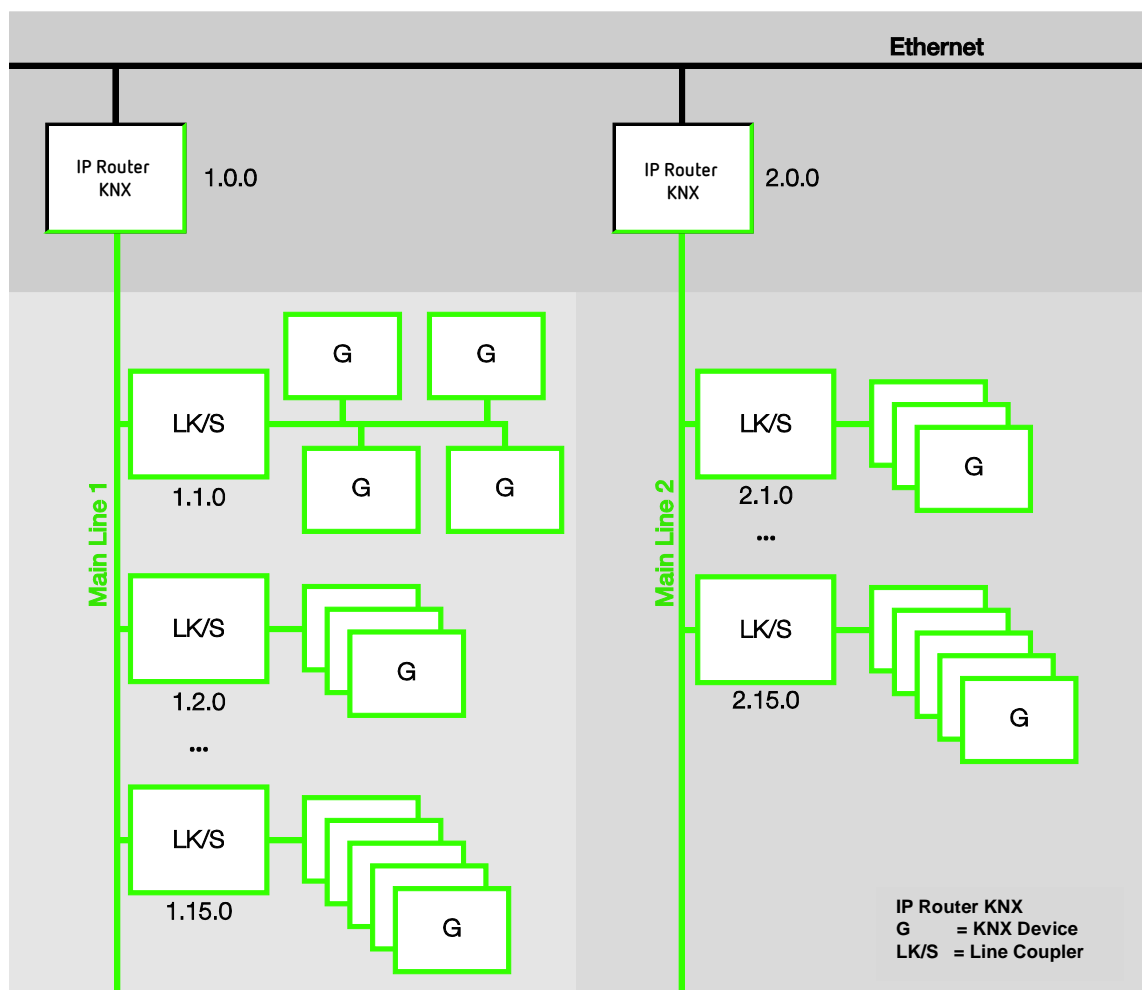 Ethernet
IP Router
KNX
1.0.0
IP Router
KNX
2.0.0
Main Line 1
G
G
LK/S
G
G
1.1.0
LK/S
G
1.2.0
...
LK/S
G
1.15.0
Main Line 2
LK/S
G
2.1.0
...
LK/S
G
2.15.0
IP Router KNX
G = KNX Device
LK/S = Line Coupler